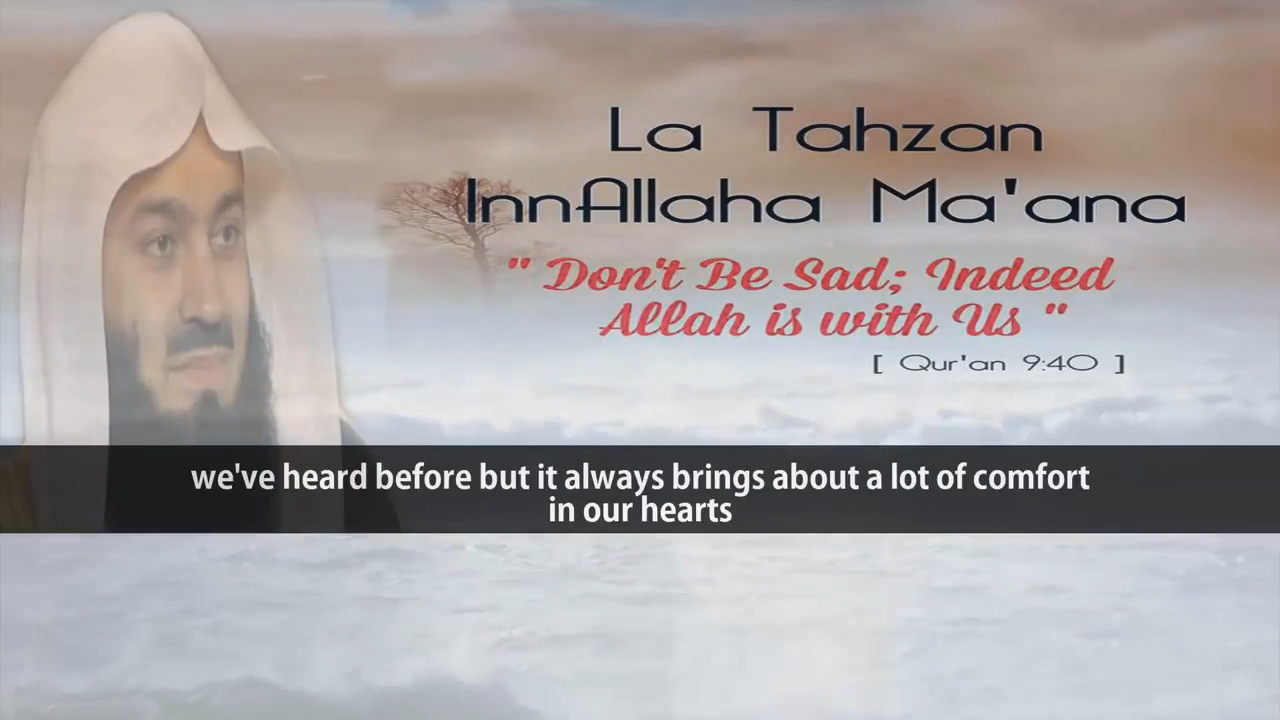 La Tahzan
InnAllaha Ma'ana
" Don't Be Sad; Indeed
Allah is with Us "
[ Qur'an 9:40 ]
we've heard before but it always brings about a lot of comfort
in our hearts